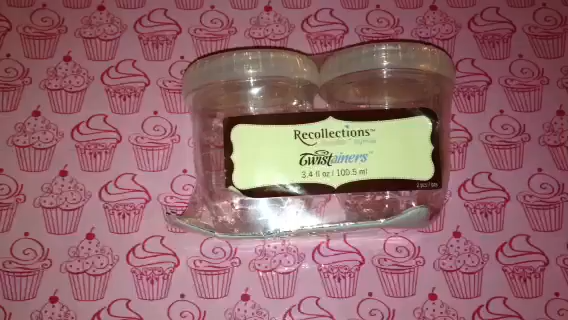 Recollections™
Twistainers™
3.4 fl oz | 100.5 ml